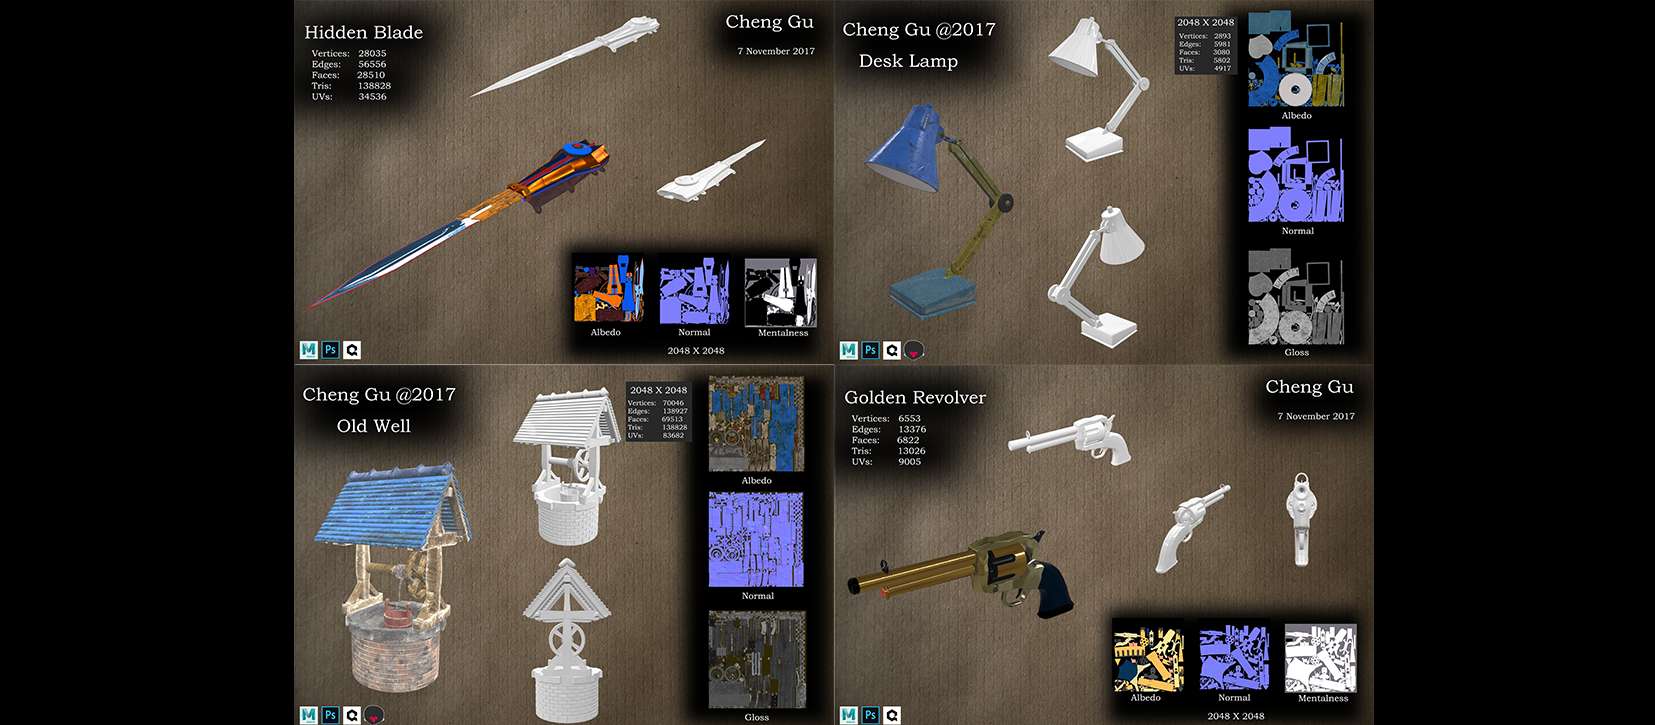 Hidden Blade
Vertices: 28035
Edges: 56556
Faces: 28510
Tris: 138828
UVs: 34536
Cheng Gu
7 November 2017
Albedo
Normal
Mentalness
2048 X 2048
M
Ps
Cheng Gu @2017
Desk Lamp
2048 X 2048
Vertices: 2893
Edges: 5981
Faces: 3080
Tris: 5802
UVs: 4917
Albedo
Normal
Gloss
M
Ps
Cheng Gu @2017
Old Well
2048 X 2048
Vertices: 70046
Edges: 138927
Faces: 69513
Tris: 138828
UVs: 83682
Albedo
Normal
Gloss
M
Ps
Golden Revolver
Vertices: 6553
Edges: 13376
Faces: 6822
Tris: 13026
UVs: 9005
Cheng Gu
7 November 2017
Albedo
Normal
Mentalness
2048 X 2048
M
Ps